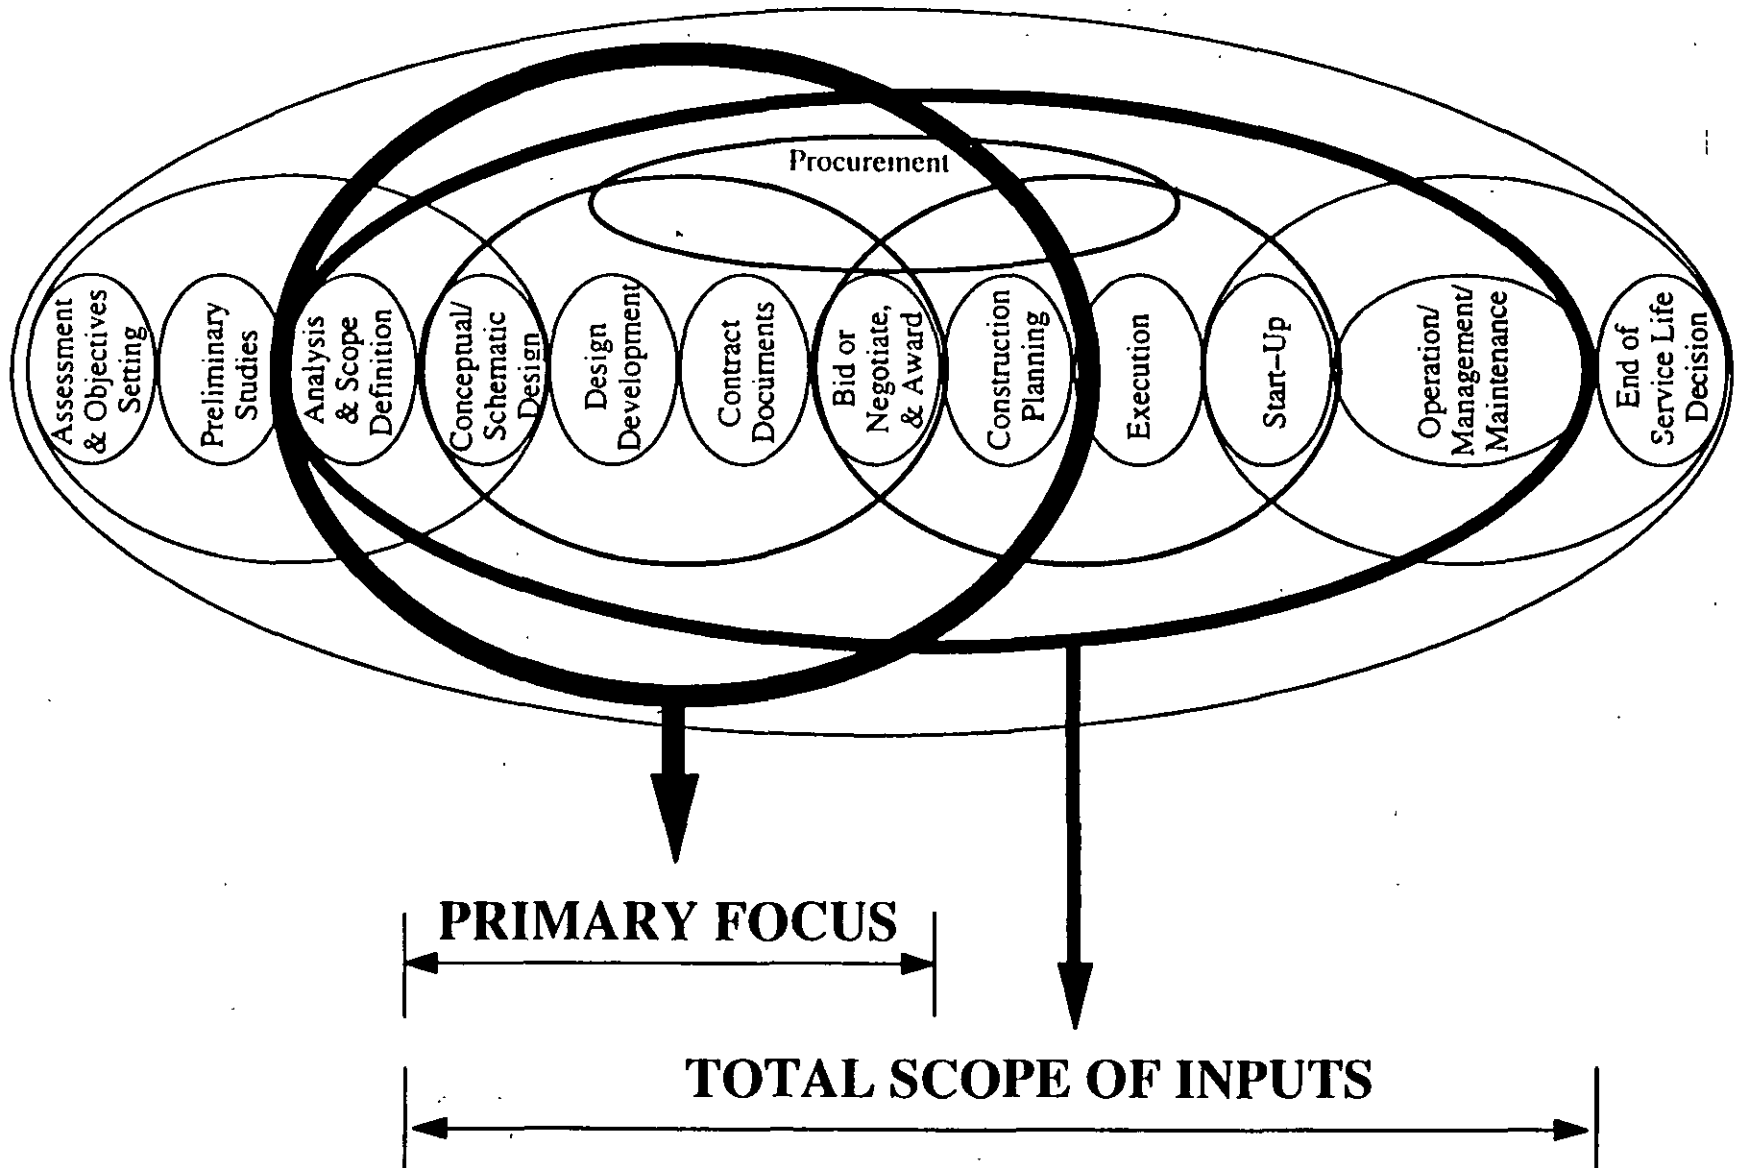 Procurement
Assessment
& Objectives
Setting
Preliminary
Studies
Analysis
& Scope
Definition
Conceptual/
Schematic
Design
Design
Development
Contract
Documents
Bid or
Negotiate,
& Award
Construction
Planning
Execution
Start-Up
Operation/
Management/
Maintenance
End of
Service Life
Decision
PRIMARY FOCUS
TOTAL SCOPE OF INPUTS